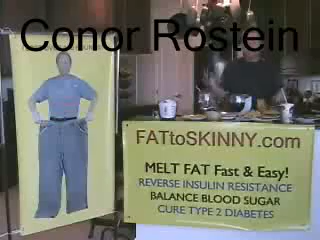 Conor Rostein
FATtoSKINNY.com
MELT FAT Fast & Easy!
REVERSE INSULIN RESISTANCE
BALANCE BLOOD SUGAR
CURE TYPE 2 DIABETES